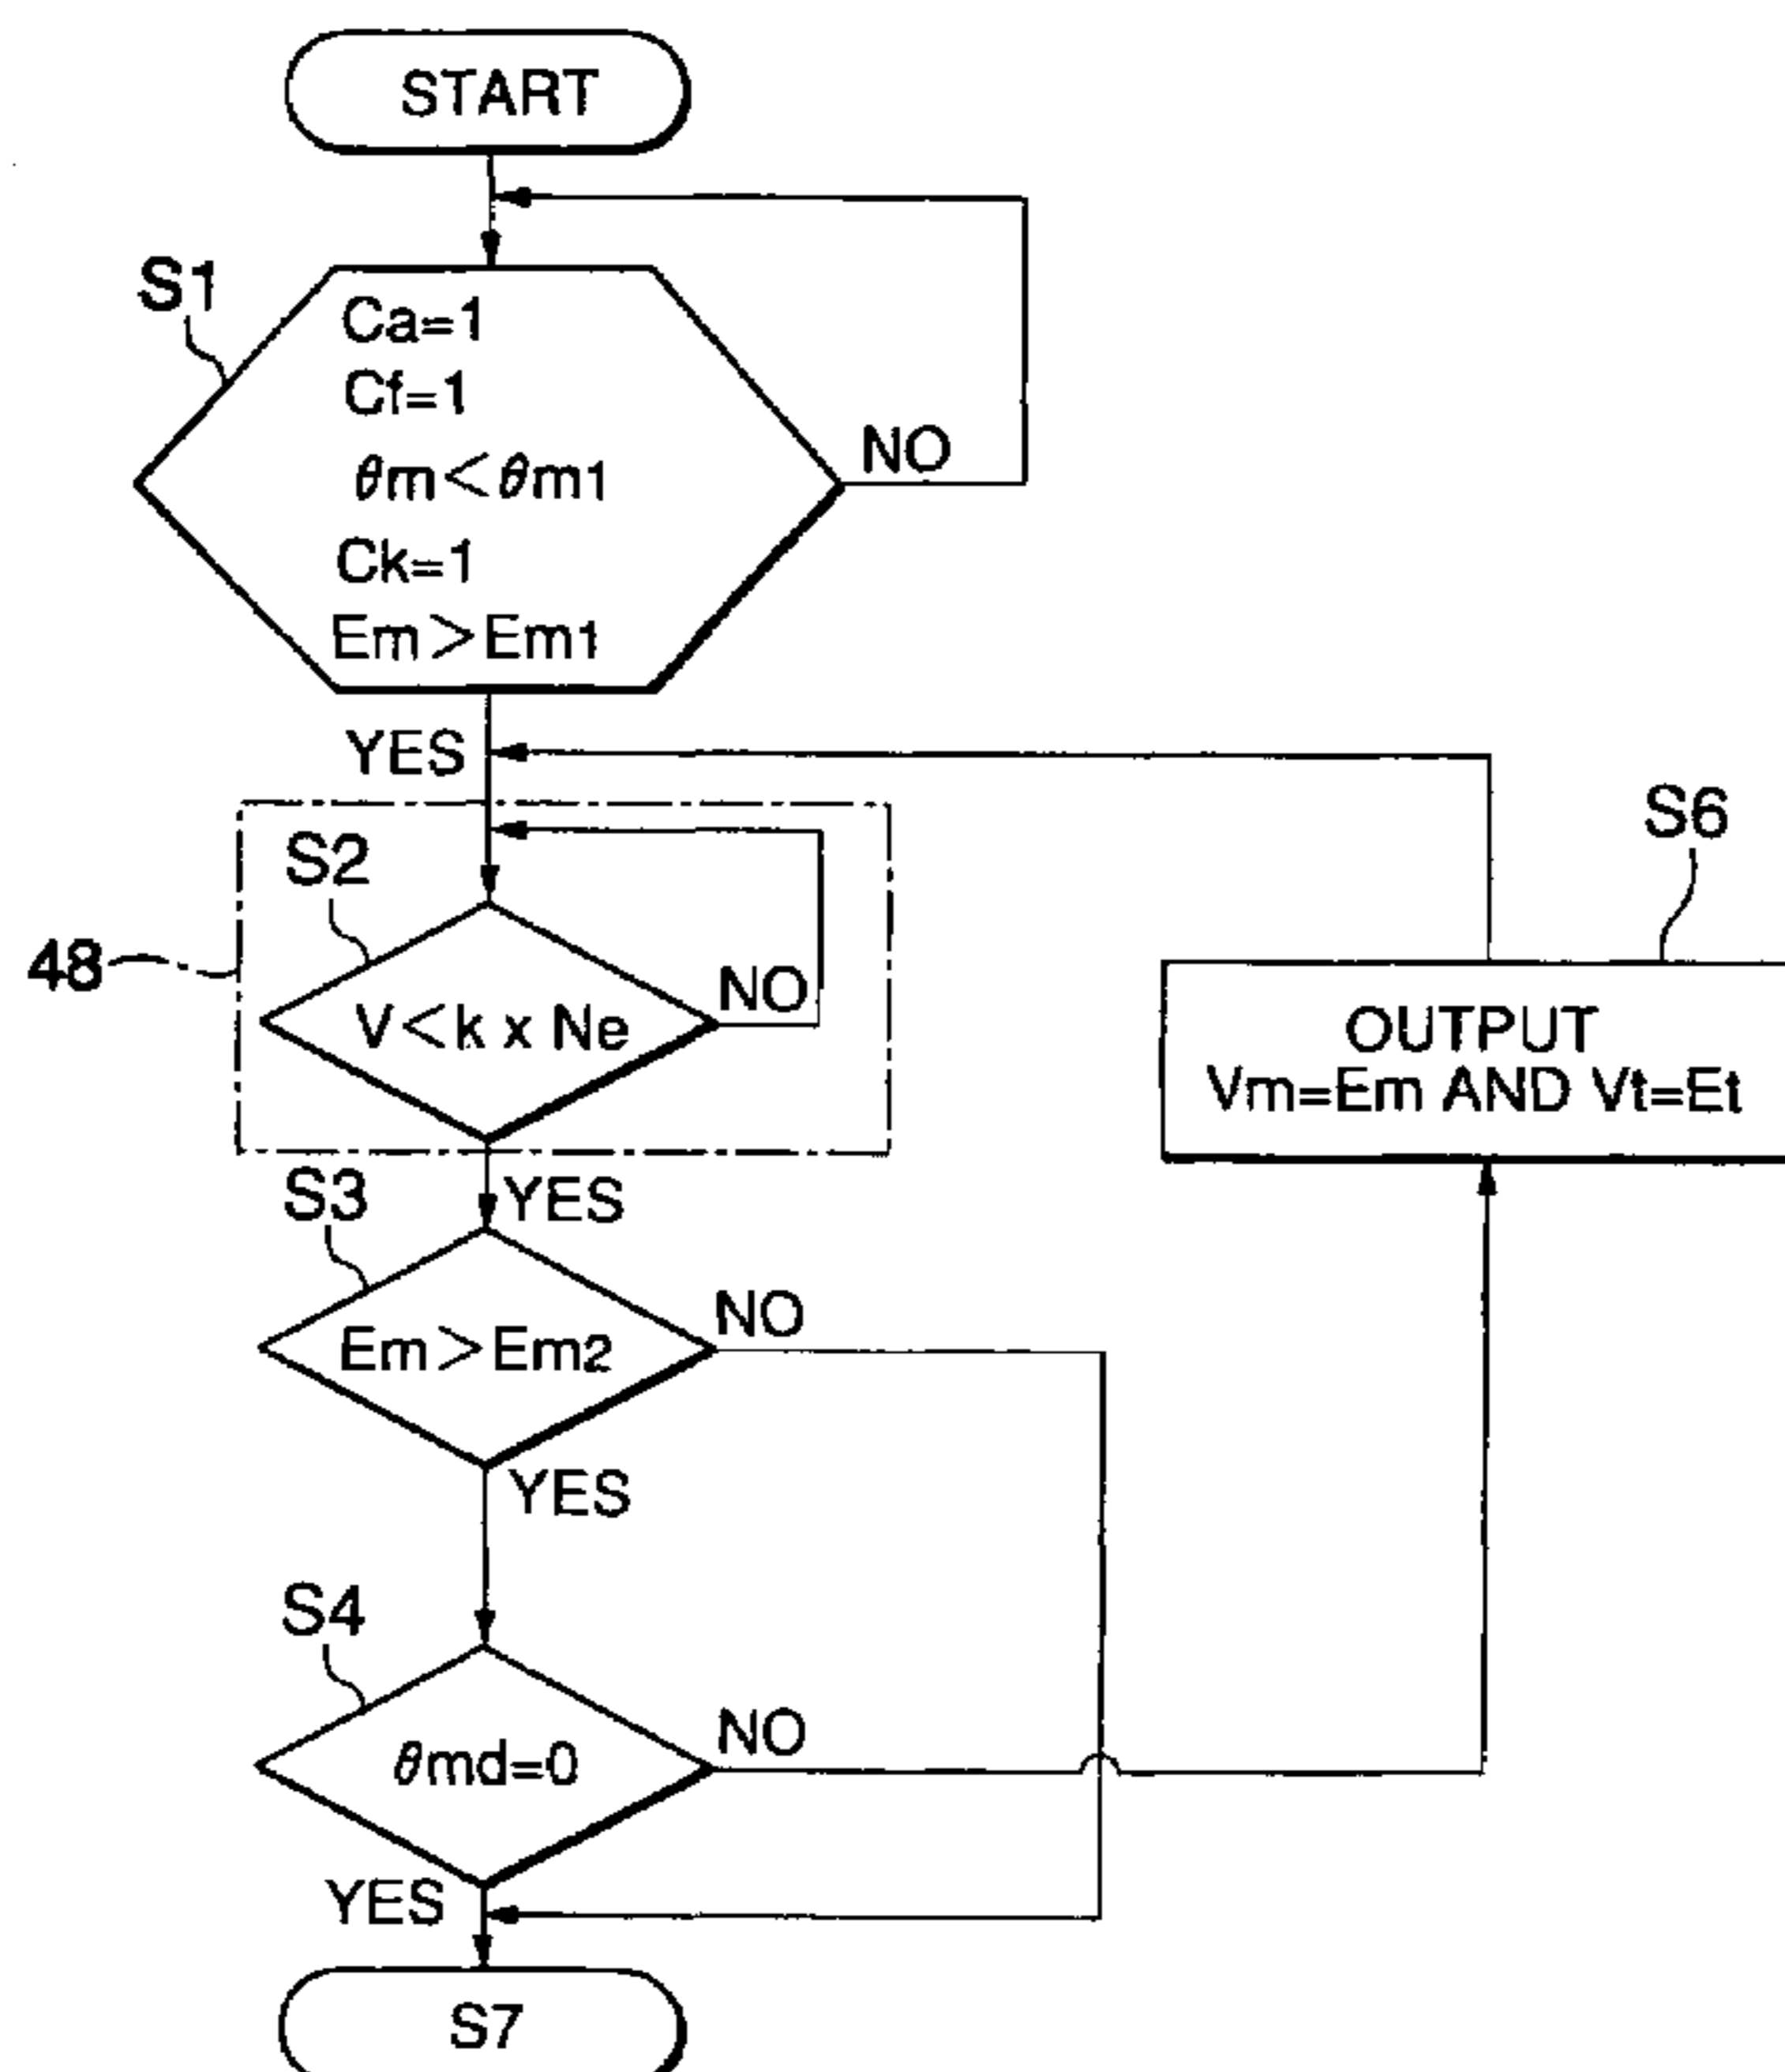 START
S1
Ca=1
Cf=1
θm<θm1
Ck=1
Em>Em1
NO
YES
S2
48
V<k x Ne
NO
S6
OUTPUT
Vm=Em AND Vt=Et
YES
S3
Em>Em2
NO
YES
S4
θmd=0
NO
YES
S7